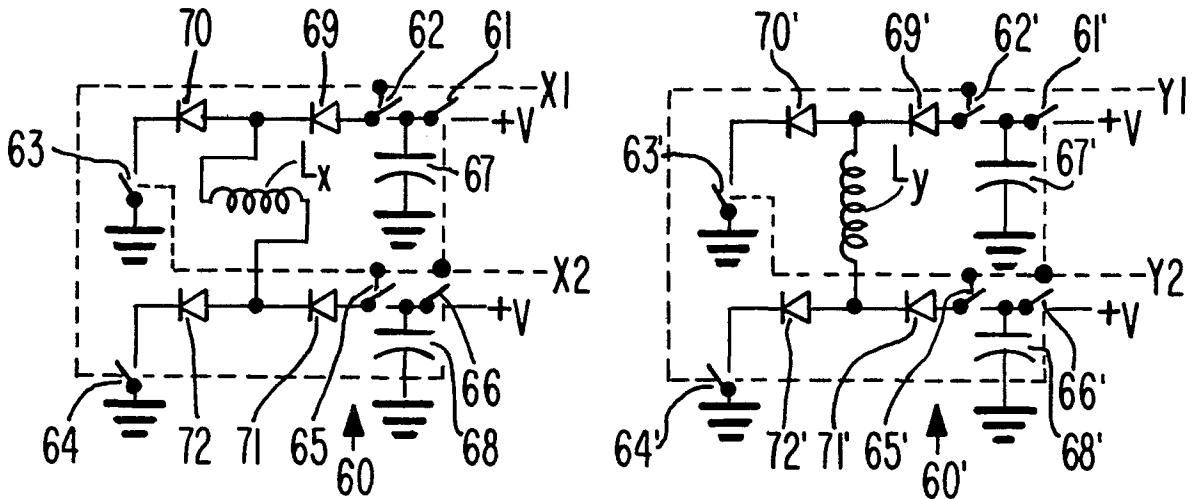 70 69 62 61 70' 69' 62' 61'
X1 Y1
+V +V
63 Lx 67 63' Ly 67'
X2 Y2
+V +V
64 72 71 65 60 68 66 64' 72' 71' 65' 60' 68' 66'